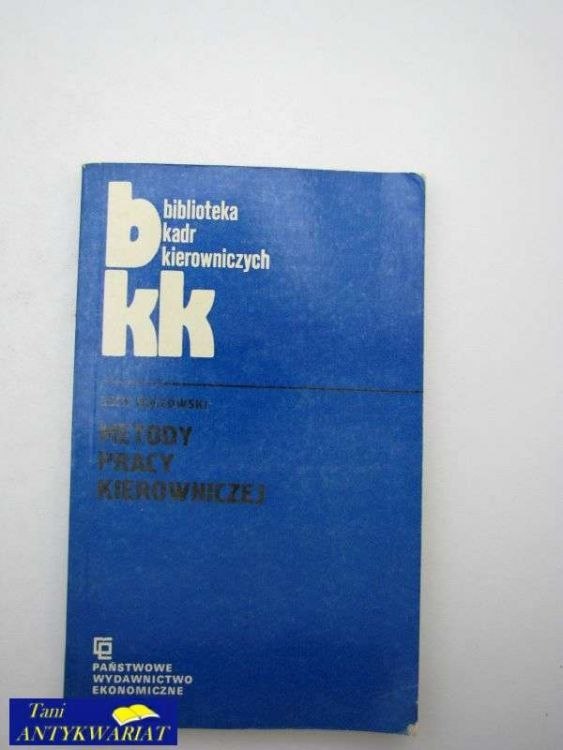 b biblioteka
kadr
kierowniczych
kk
METODY
PRACY
KIEROWNICZEJ
PAŃSTWOWE
WYDAWNICTWO
EKONOMICZNE
Tani
ANTYKWARIAT